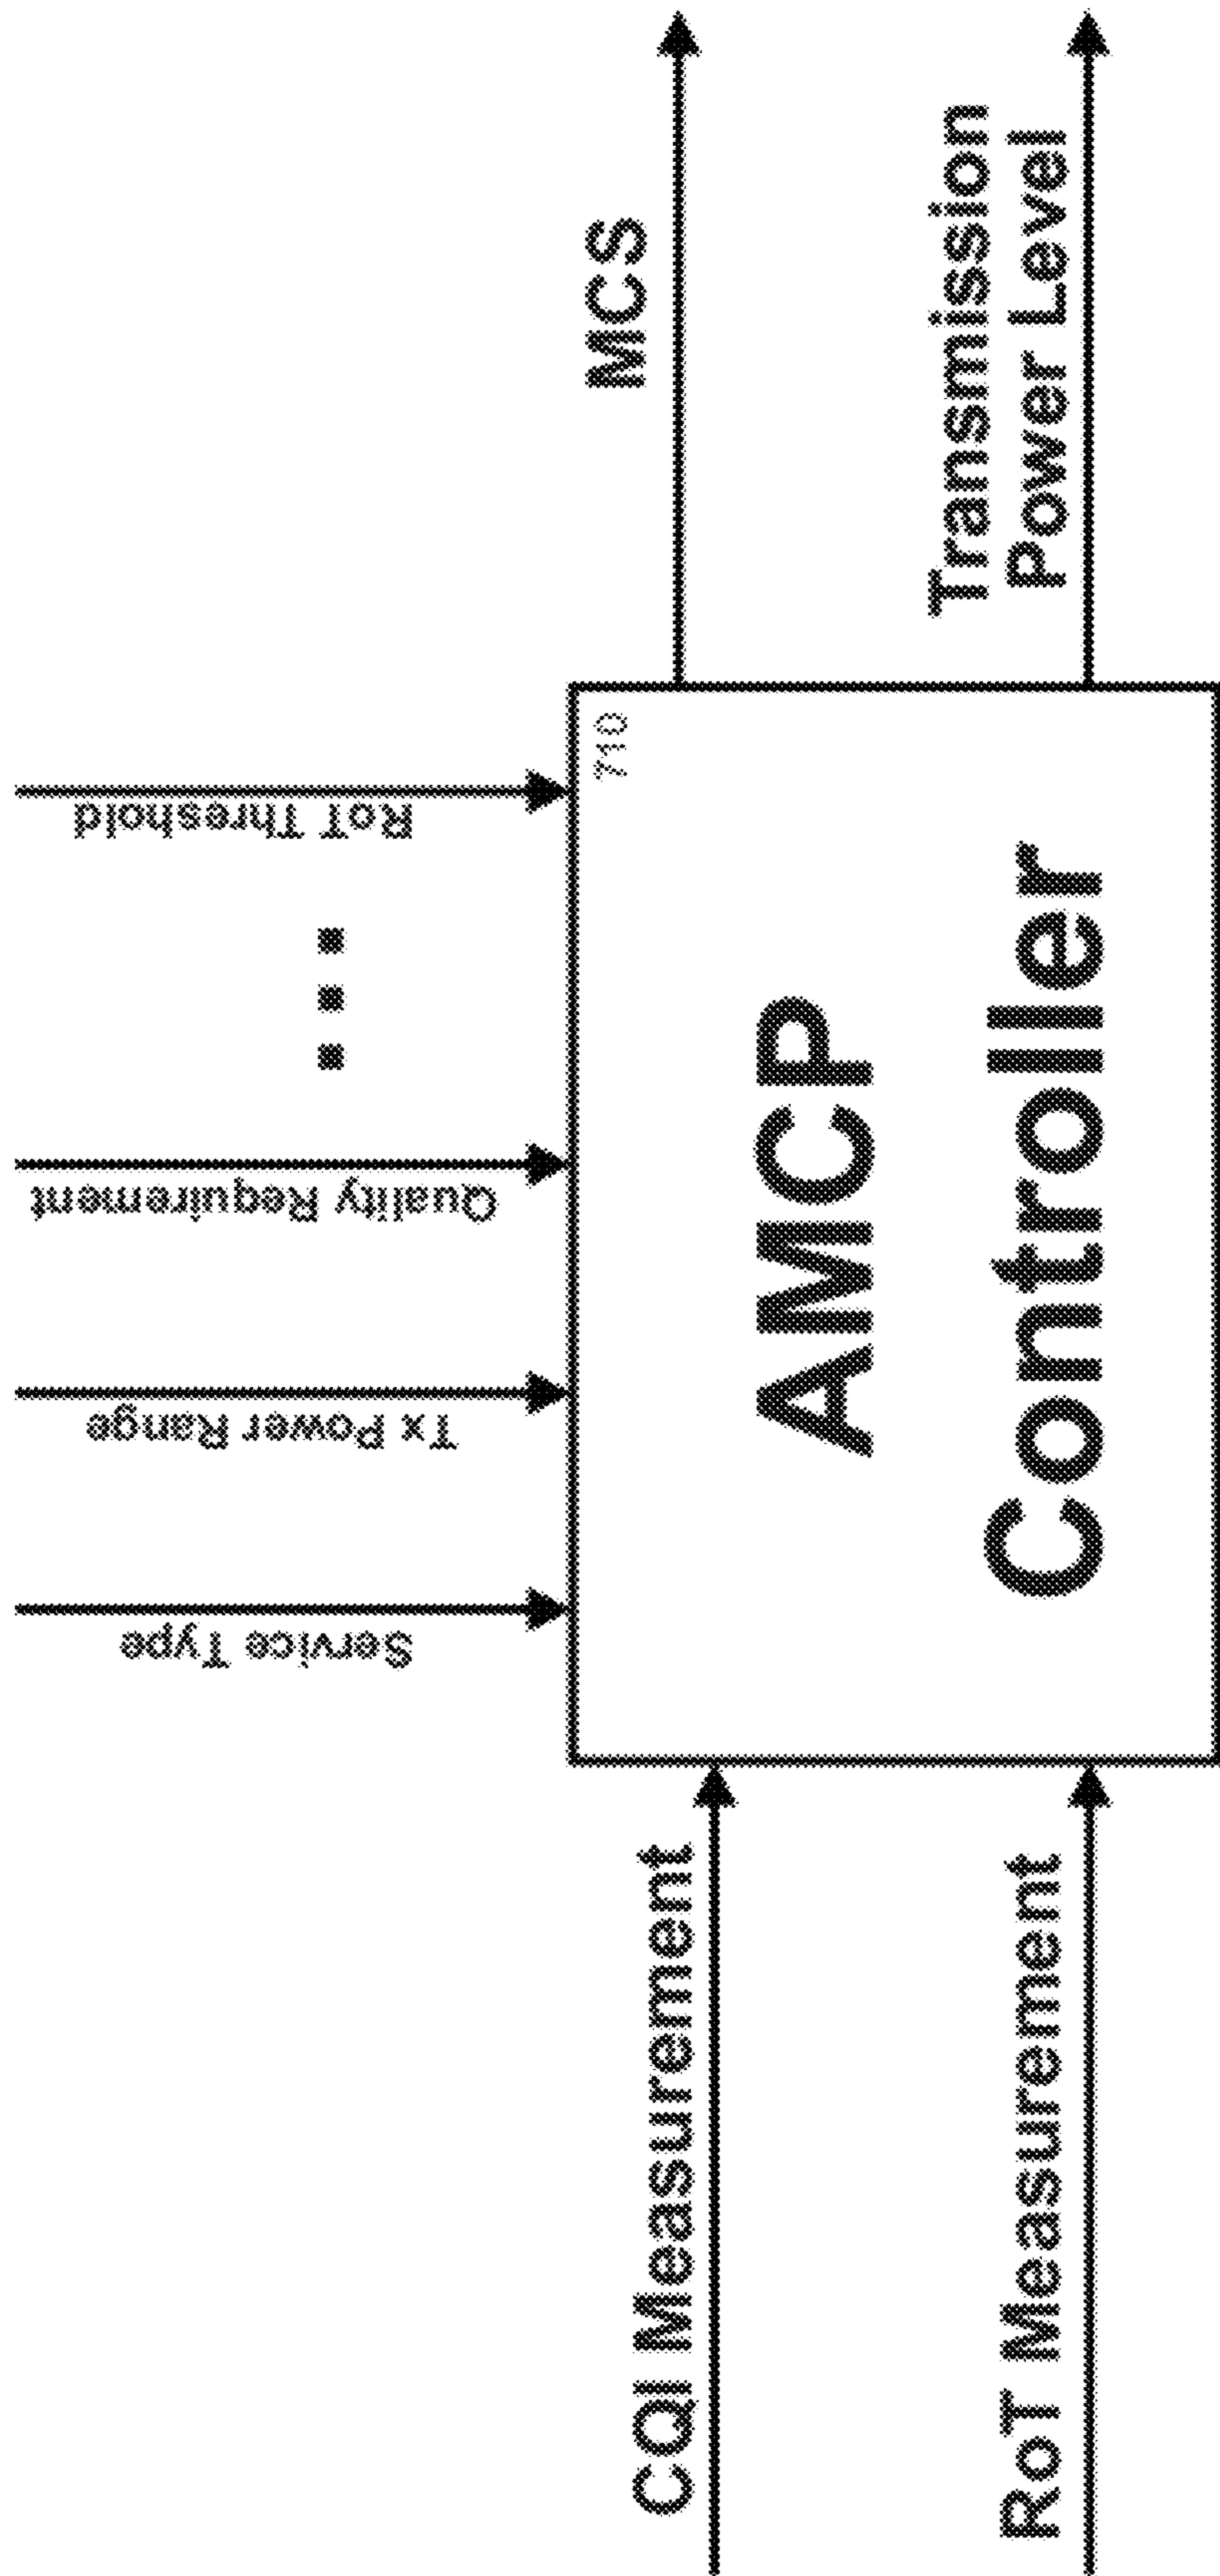 Service Type
Tx Power Range
Quality Requirement
RoT Threshold
CQI Measurement
RoT Measurement
710
AMCP
Controller
MCS
Transmission
Power Level